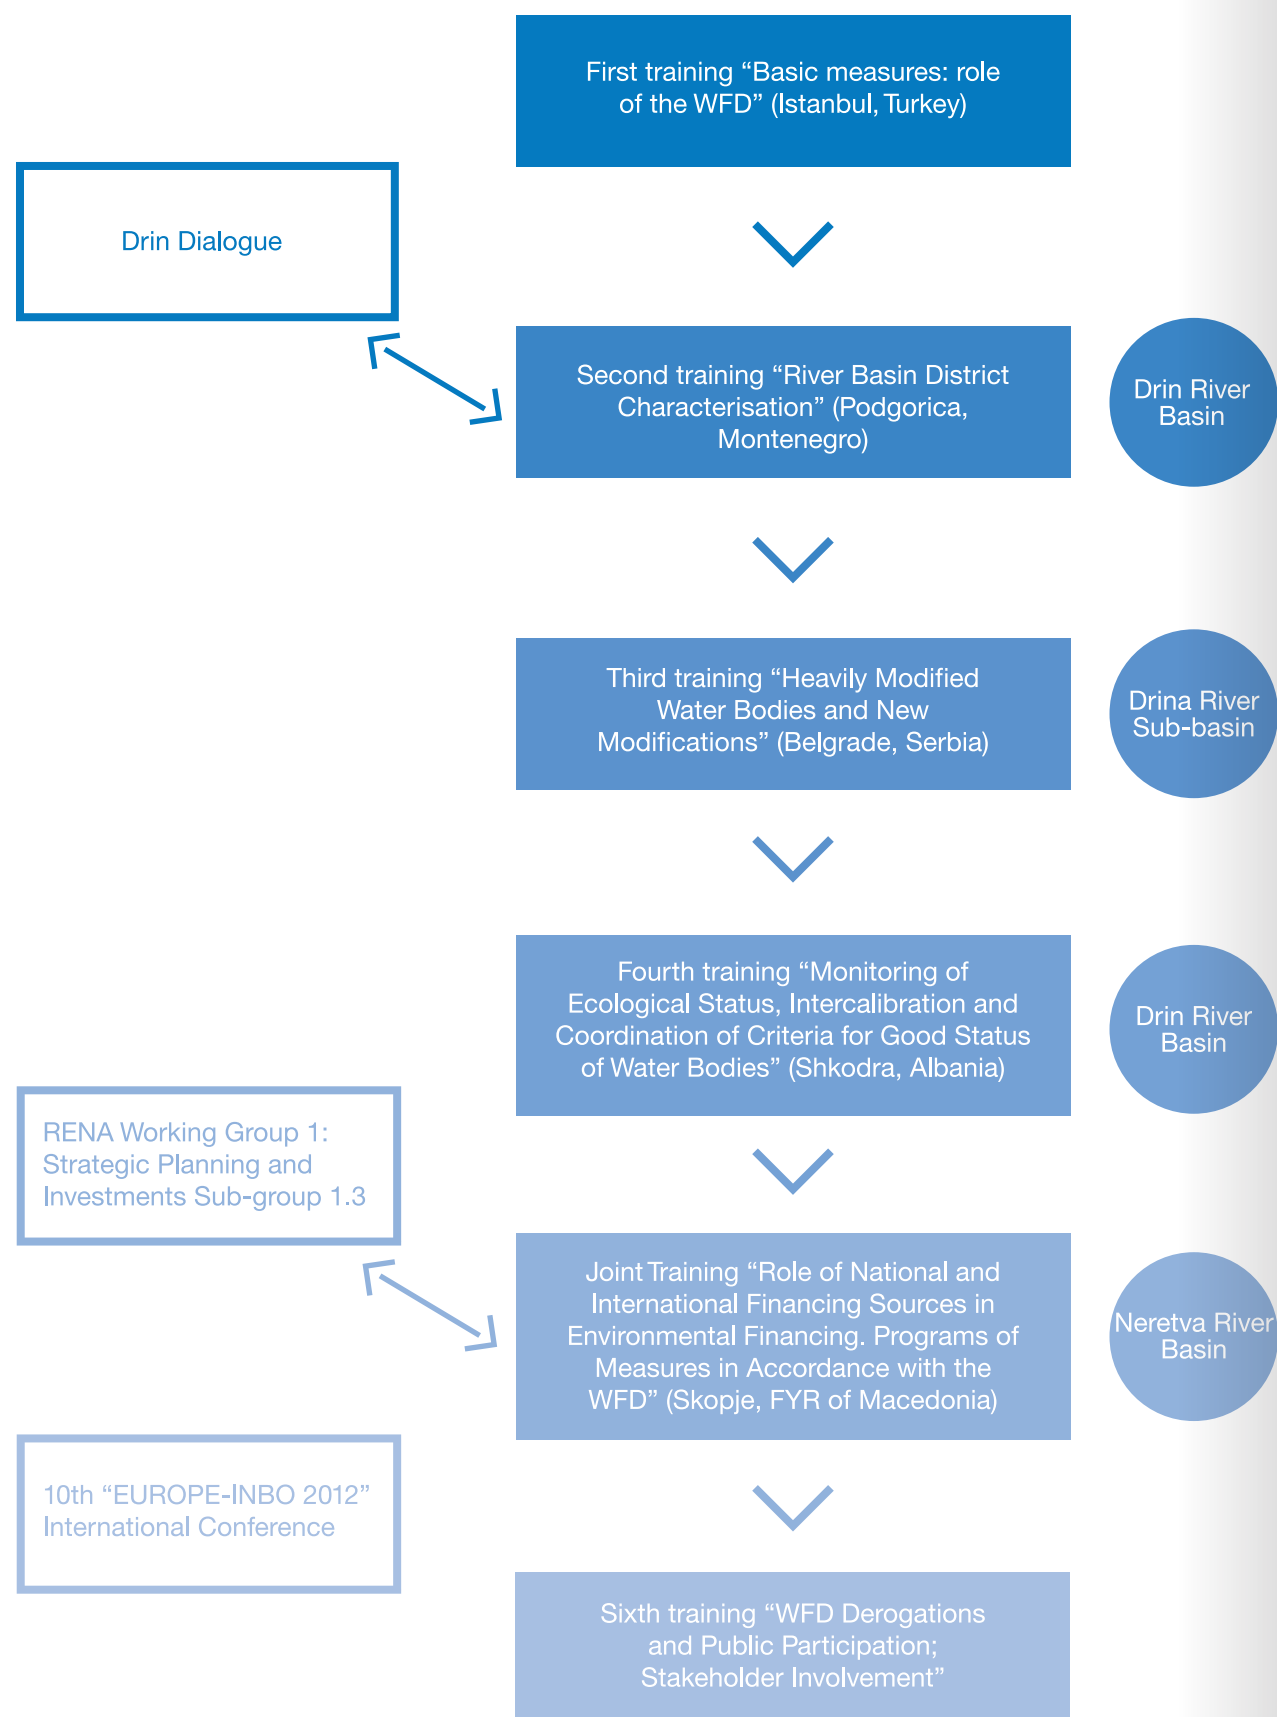 First training “Basic measures: role
of the WFD” (Istanbul, Turkey)
Drin Dialogue
Second training “River Basin District
Characterisation” (Podgorica,
Montenegro)
Drin River
Basin
Third training “Heavily Modified
Water Bodies and New
Modifications” (Belgrade, Serbia)
Drina River
Sub-basin
Fourth training “Monitoring of
Ecological Status, Intercalibration and
Coordination of Criteria for Good Status
of Water Bodies” (Shkodra, Albania)
Drin River
Basin
RENA Working Group 1:
Strategic Planning and
Investments Sub-group 1.3
Joint Training “Role of National and
International Financing Sources in
Environmental Financing. Programs of
Measures in Accordance with the
WFD” (Skopje, FYR of Macedonia)
Neretva River
Basin
10th “EUROPE-INBO 2012”
International Conference
Sixth training “WFD Derogations
and Public Participation;
Stakeholder Involvement”